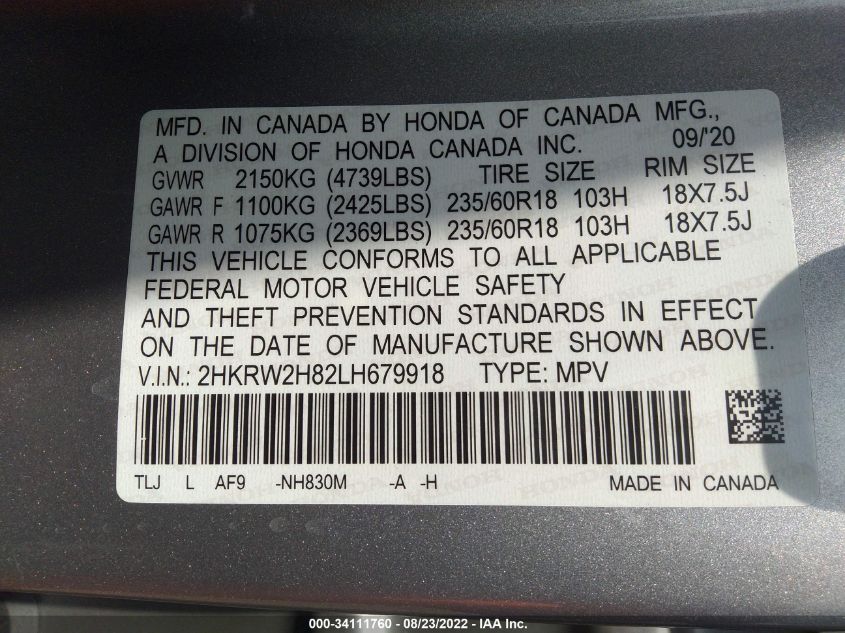 MFD. IN CANADA BY HONDA OF CANADA MFG.,
A DIVISION OF HONDA CANADA INC. 09/'20
GVWR 2150KG (4739LBS) TIRE SIZE RIM SIZE
GAWR F 1100KG (2425LBS) 235/60R18 103H 18X7.5J
GAWR R 1075KG (2369LBS) 235/60R18 103H 18X7.5J
THIS VEHICLE CONFORMS TO ALL APPLICABLE
FEDERAL MOTOR VEHICLE SAFETY
AND THEFT PREVENTION STANDARDS IN EFFECT
ON THE DATE OF MANUFACTURE SHOWN ABOVE.
V.I.N.: 2HKRW2H82LH679918 TYPE: MPV
TLJ L AF9 -NH830M -A -H MADE IN CANADA
000-34111760 - 08/23/2022 - IAA Inc.